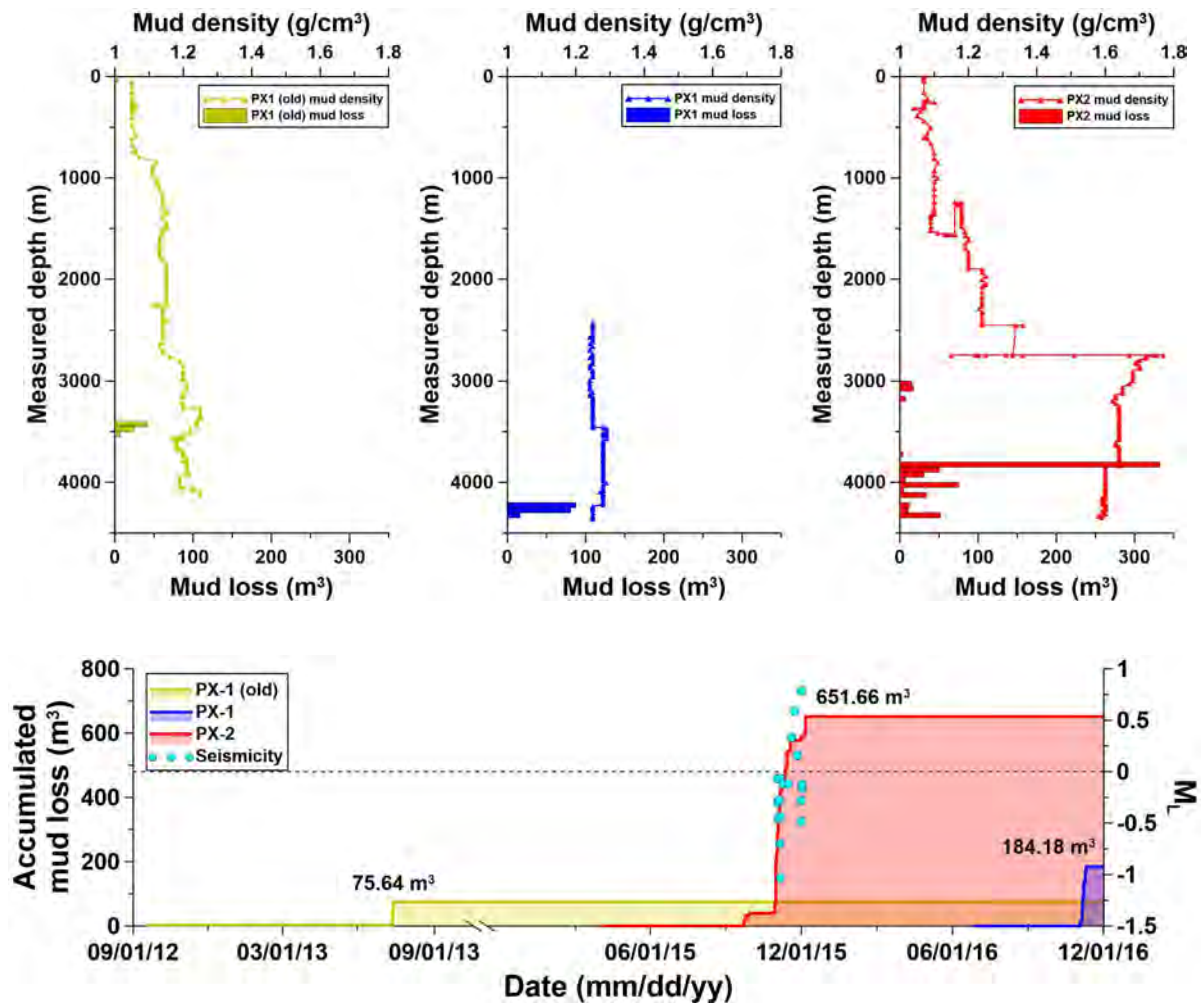 Mud density (g/cm³)
1 1.2 1.4 1.6 1.8
0
1000
2000
3000
4000
Measured depth (m)
PX1 (old) mud density
PX1 (old) mud loss
0 100 200 300
Mud loss (m³)
Mud density (g/cm³)
1 1.2 1.4 1.6 1.8
0
1000
2000
3000
4000
Measured depth (m)
PX1 mud density
PX1 mud loss
0 100 200 300
Mud loss (m³)
Mud density (g/cm³)
1 1.2 1.4 1.6 1.8
0
1000
2000
3000
4000
Measured depth (m)
PX2 mud density
PX2 mud loss
0 100 200 300
Mud loss (m³)
Accumulated
mud loss (m³)
800
600
400
200
0
PX-1 (old)
PX-1
PX-2
Seismicity
75.64 m³
651.66 m³
184.18 m³
1
0.5
0
-0.5
-1
-1.5
M_L
09/01/12 03/01/13 09/01/13 06/01/15 12/01/15 06/01/16 12/01/16
Date (mm/dd/yy)